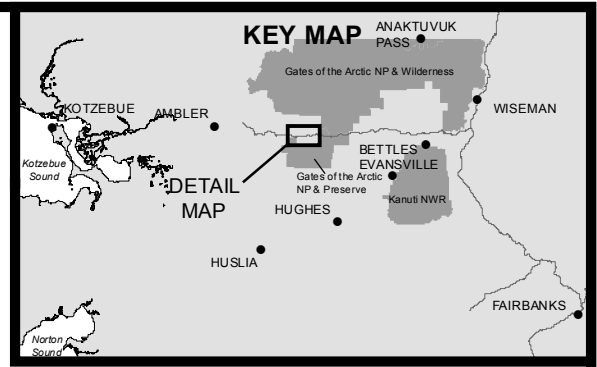 KEY MAP
ANAKTUVUK
PASS
Gates of the Arctic NP & Wilderness
KOTZEBUE
AMBLER
WISEMAN
Kotzebue
Sound
BETTLES
EVANSVILLE
Gates of the Arctic
NP & Preserve
DETAIL
MAP
Kanuti NWR
HUGHES
HUSLIA
FAIRBANKS
Norton
Sound